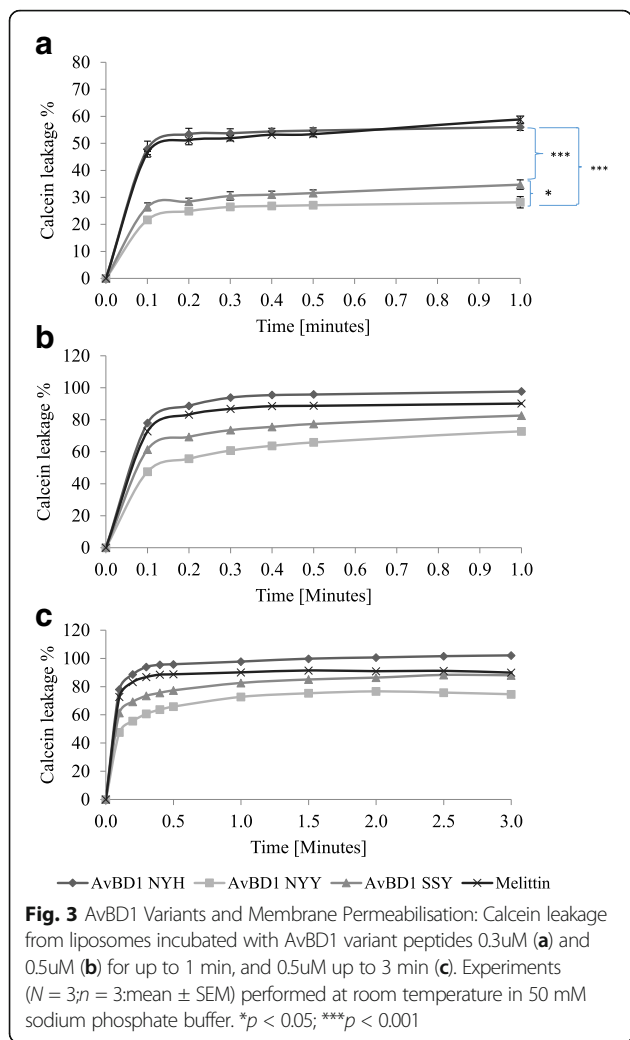 a
80
70
60
50
40
30
20
10
0
Calcein leakage %
***
*
***
0.0 0.1 0.2 0.3 0.4 0.5 0.6 0.7 0.8 0.9 1.0
Time [minutes]
b
120
100
80
60
40
20
0
Calcein leakage %
0.0 0.1 0.2 0.3 0.4 0.5 0.6 0.7 0.8 0.9 1.0
Time [Minutes]
c
120
100
80
60
40
20
0
Calcein leakage %
0.0 0.5 1.0 1.5 2.0 2.5 3.0
Time [Minutes]
AvBD1 NYH AvBD1 NYY AvBD1 SSY Melittin
Fig. 3 AvBD1 Variants and Membrane Permeabilisation: Calcein leakage
from liposomes incubated with AvBD1 variant peptides 0.3uM (a) and
0.5uM (b) for up to 1 min, and 0.5uM up to 3 min (c). Experiments
(N = 3;n = 3:mean ± SEM) performed at room temperature in 50 mM
sodium phosphate buffer. *p < 0.05; ***p < 0.001